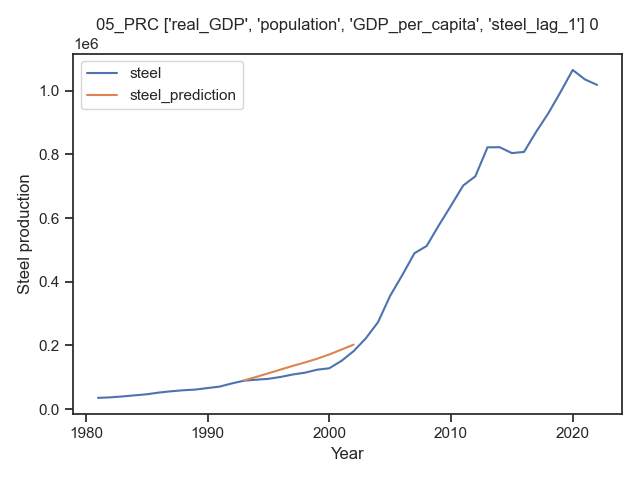 05_PRC ['real_GDP', 'population', 'GDP_per_capita', 'steel_lag_1'] 0
1e6
steel
steel_prediction
1.0
0.8
0.6
0.4
0.2
0.0
Steel production
1980
1990
2000
2010
2020
Year